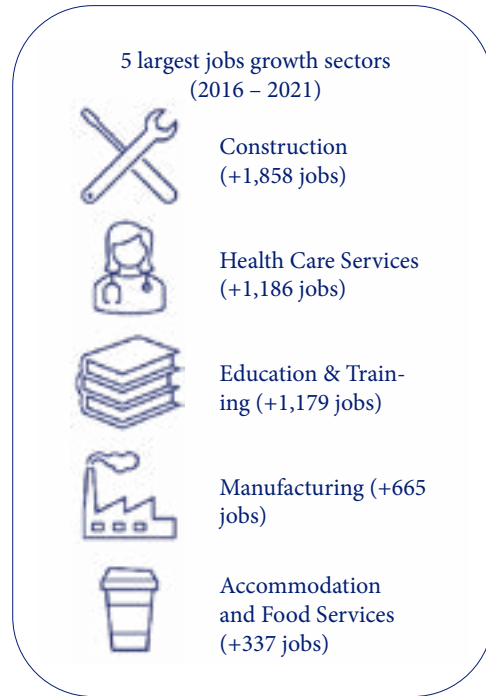 5 largest jobs growth sectors
(2016 – 2021)
Construction
(+1,858 jobs)
Health Care Services
(+1,186 jobs)
Education & Train-
ing (+1,179 jobs)
Manufacturing (+665
jobs)
Accommodation
and Food Services
(+337 jobs)